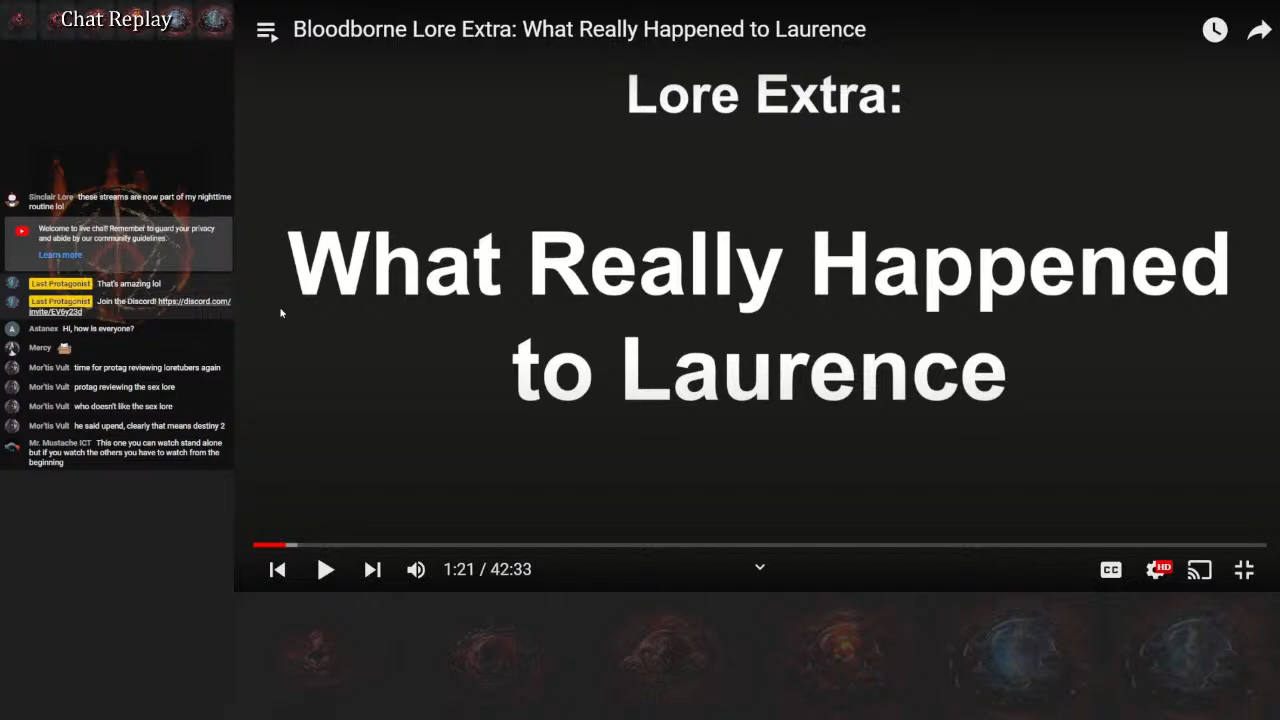 Chat Replay
Bloodborne Lore Extra: What Really Happened to Laurence
Lore Extra:
What Really Happened
to Laurence
Sinclair Lore these streams are now part of my nighttime
routine lol
Welcome to live chat! Remember to guard your privacy
and abide by our community guidelines.
Learn more
Last Protagonist That's amazing lol
Last Protagonist Join the Discord! https://discord.com/
invite/EV6y23d
A Astanex Hi, how is everyone?
Mercy
Mor'tis Vult time for protag reviewing loretubers again
Mor'tis Vult protag reviewing the sex lore
Mor'tis Vult who doesn't like the sex lore
Mor'tis Vult he said upend, clearly that means destiny 2
Mr. Mustache ICT This one you can watch stand alone
but if you watch the others you have to watch from the
beginning
1:21 / 42:33
CC
HD